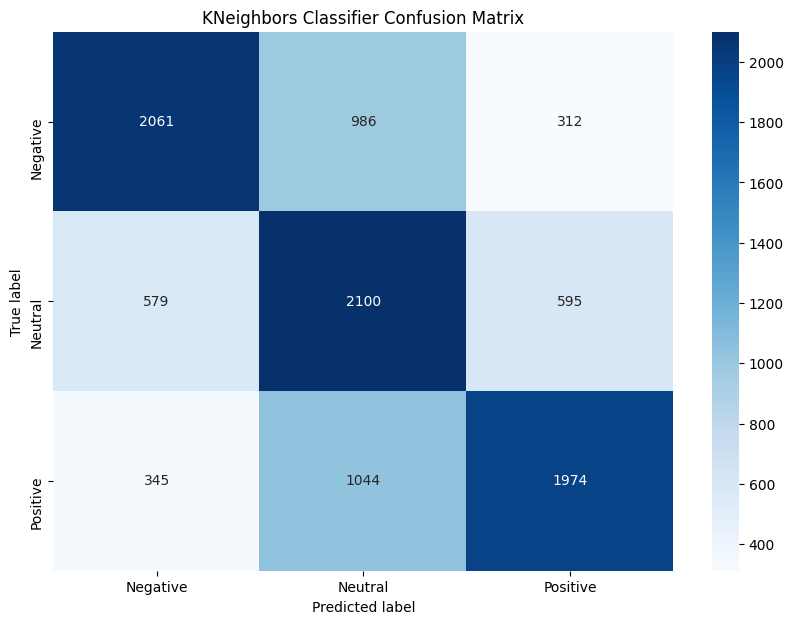 KNeighbors Classifier Confusion Matrix
True label
Negative
Neutral
Positive
2061 986 312
579 2100 595
345 1044 1974
Negative Neutral Positive
Predicted label
2000
1800
1600
1400
1200
1000
800
600
400